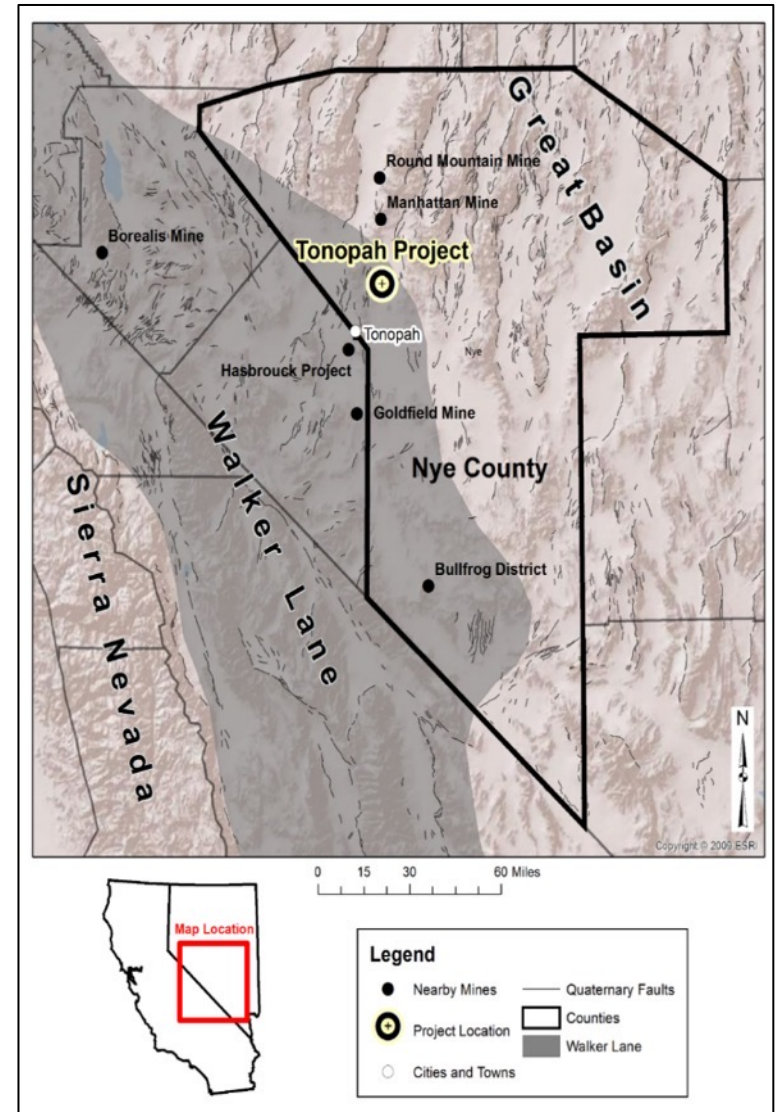 Great Basin
Round Mountain Mine
Manhattan Mine
Borealis Mine
Tonopah Project
Tonopah
Nye
Hasbrouck Project
Goldfield Mine
Walker Lane
Nye County
Sierra Nevada
Bullfrog District
N
Copyright © 2009 ESRI
0 15 30 60 Miles
Map Location
Legend
Nearby Mines
Quaternary Faults
Project Location
Counties
Walker Lane
Cities and Towns